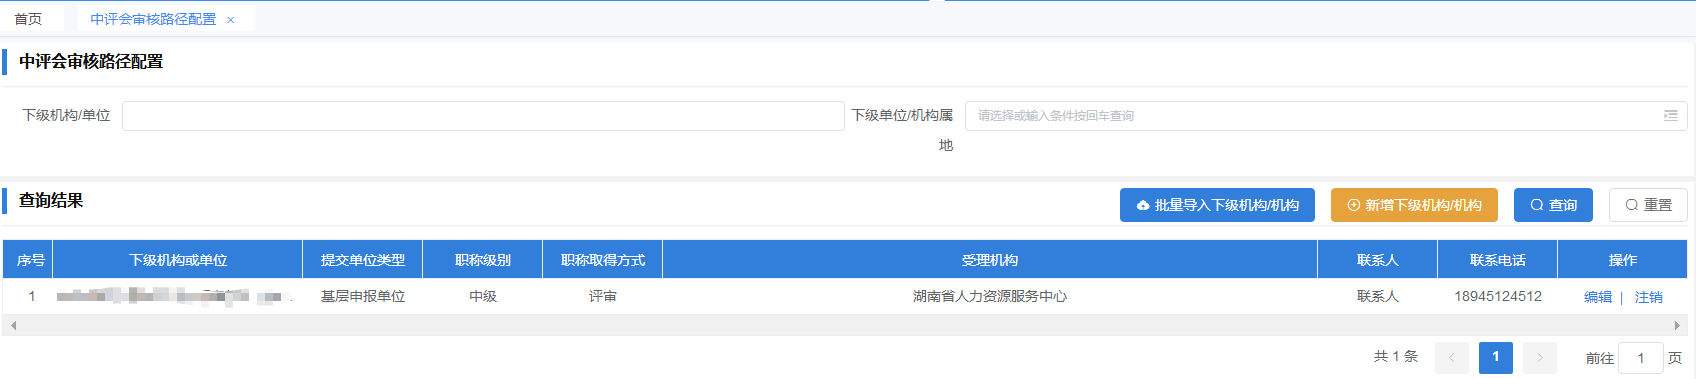 首页
中评会审核路径配置 ×
中评会审核路径配置
下级机构/单位
下级单位/机构属地
请选择或输入条件按回车查询
查询结果
批量导入下级机构/机构
新增下级机构/机构
查询
重置
序号 下级机构或单位 提交单位类型 职称级别 职称取得方式 受理机构 联系人 联系电话 操作
1 基层申报单位 中级 评审 湖南省人力资源服务中心 联系人 18945124512 编辑 | 注销
共 1 条 < 1 > 前往 1 页